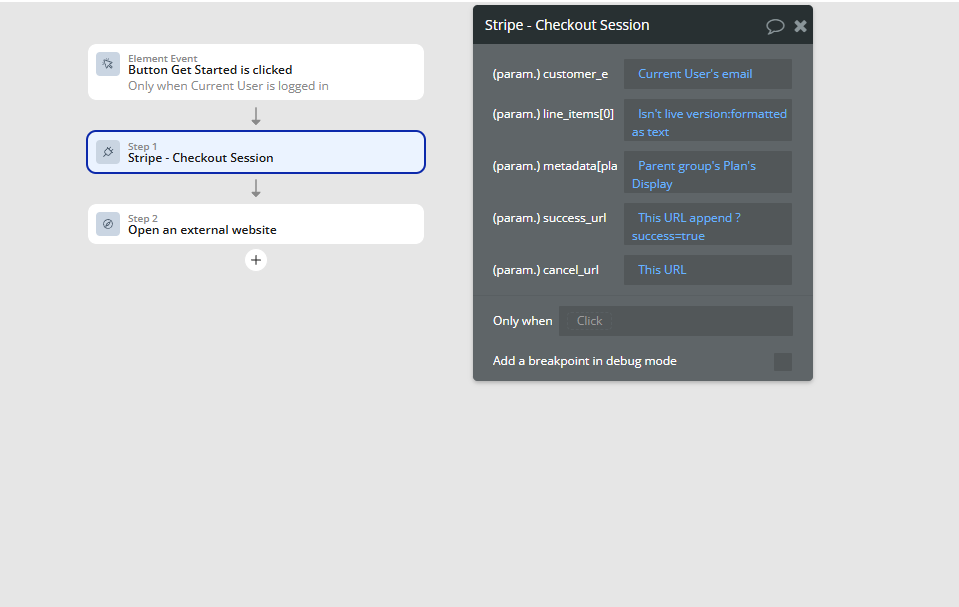 Element Event
Button Get Started is clicked
Only when Current User is logged in
Step 1
Stripe - Checkout Session
Step 2
Open an external website
Stripe - Checkout Session
(param.) customer_e
Current User's email
(param.) line_items[0]
Isn't live version:formatted
as text
(param.) metadata[pla
Parent group's Plan's
Display
(param.) success_url
This URL append ?
success=true
(param.) cancel_url
This URL
Only when
Click
Add a breakpoint in debug mode